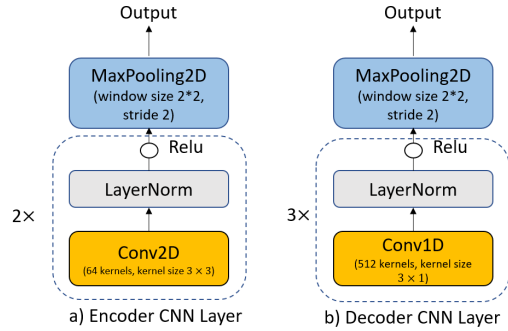 Output
MaxPooling2D
(window size 2*2,
stride 2)
Relu
LayerNorm
2×
Conv2D
(64 kernels, kernel size 3 × 3)
a) Encoder CNN Layer
Output
MaxPooling2D
(window size 2*2,
stride 2)
Relu
LayerNorm
3×
Conv1D
(512 kernels, kernel size
3 × 1)
b) Decoder CNN Layer